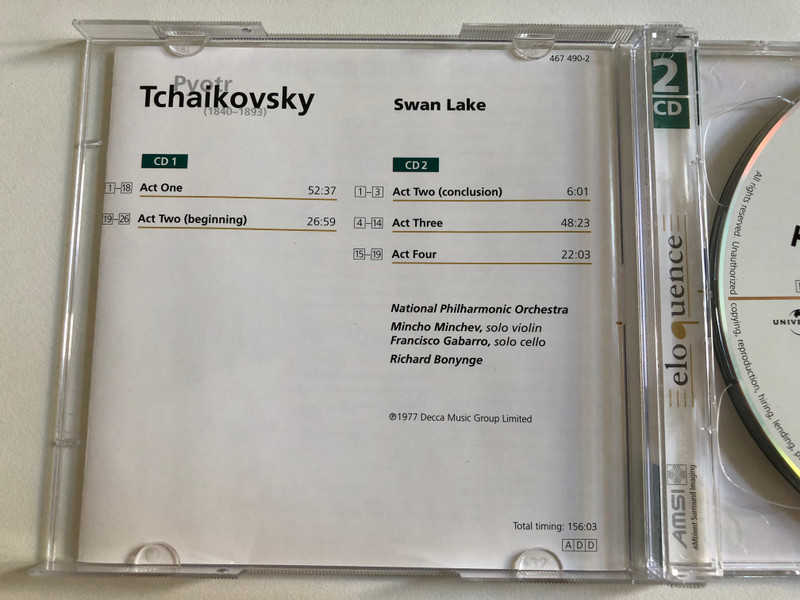 467 490-2
Pyotr
Tchaikovsky
(1840–1893)
Swan Lake
CD 1
1–18 Act One 52:37
19–26 Act Two (beginning) 26:59
CD 2
1–3 Act Two (conclusion) 6:01
4–14 Act Three 48:23
15–19 Act Four 22:03
National Philharmonic Orchestra
Mincho Minchev, solo violin
Francisco Gabarro, solo cello
Richard Bonynge
℗1977 Decca Music Group Limited
Total timing: 156:03
ADD
2
CD
eloquence
AMSI
AMbient Surround Imaging
All rights reserved. Unauthorized copying, reproduction, hiring, lending,